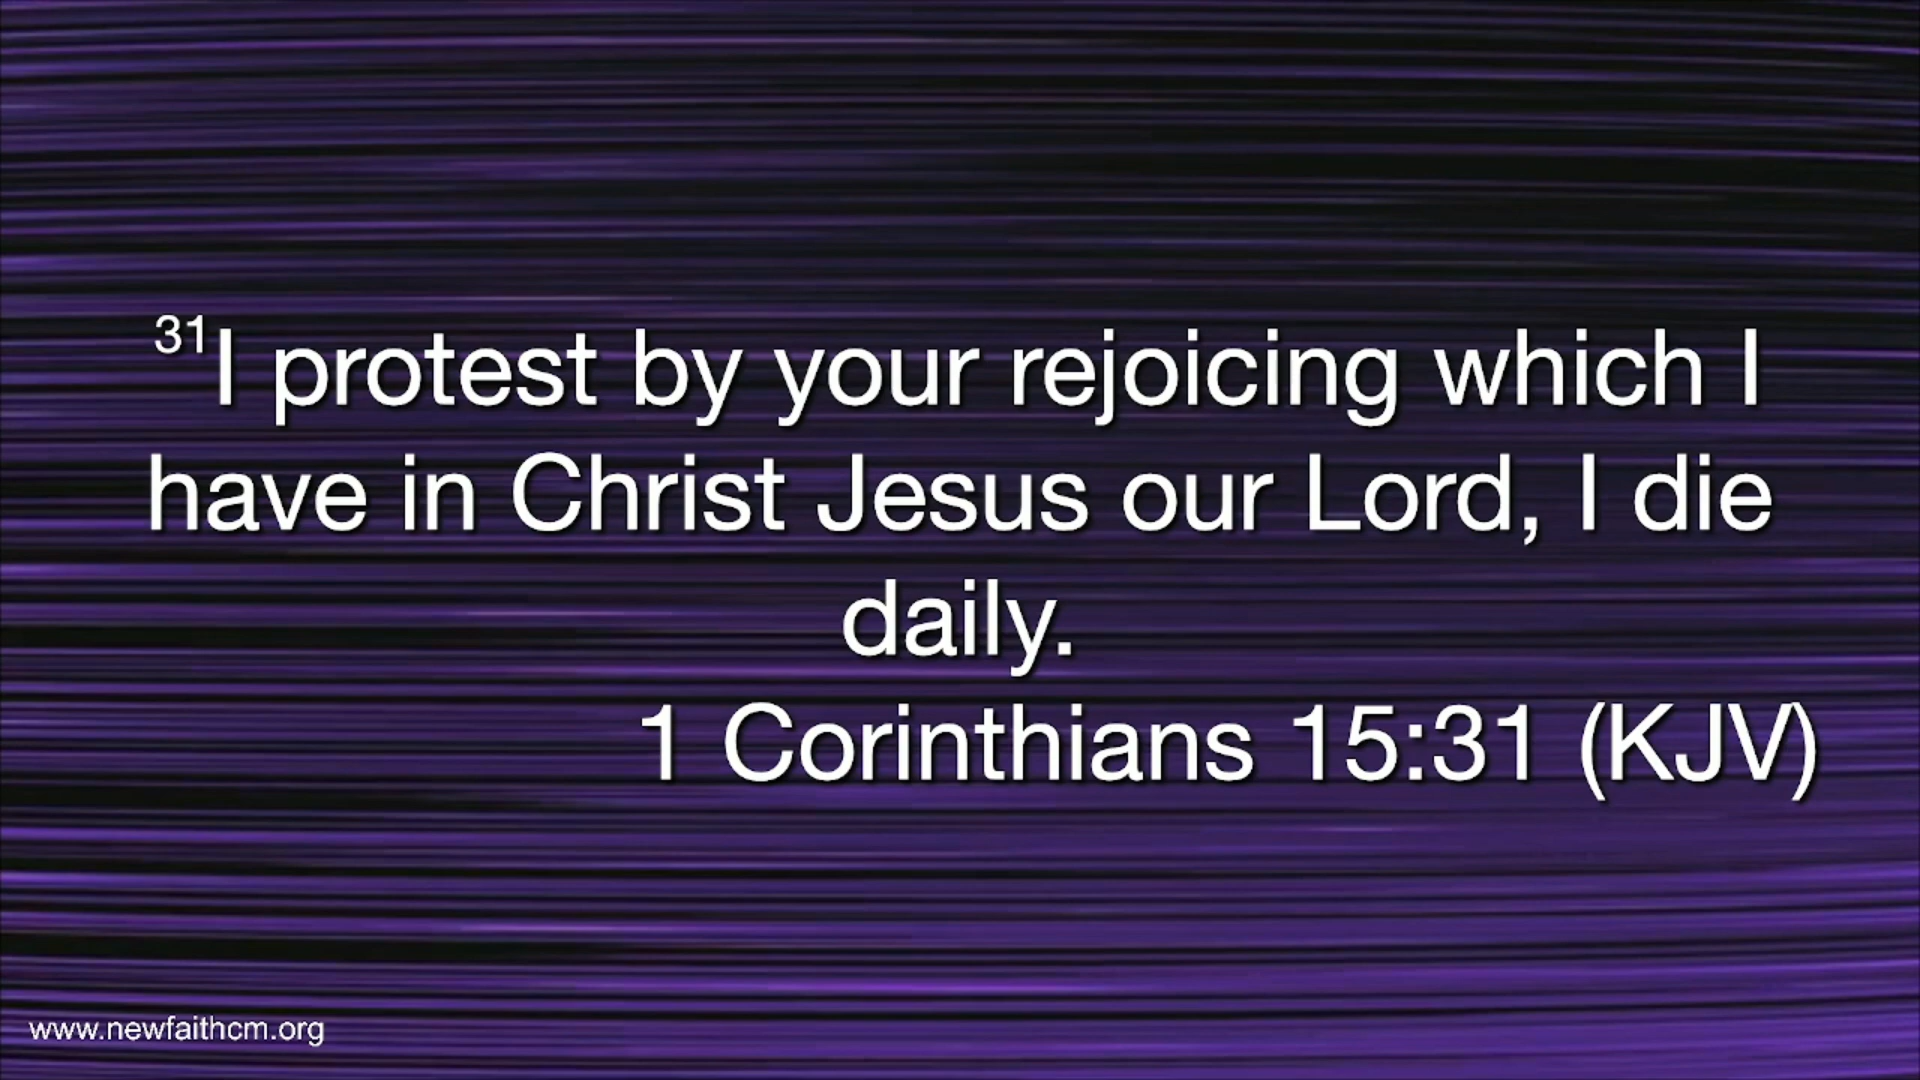 ³¹I protest by your rejoicing which I
have in Christ Jesus our Lord, I die
daily.
1 Corinthians 15:31 (KJV)
www.newfaithcm.org